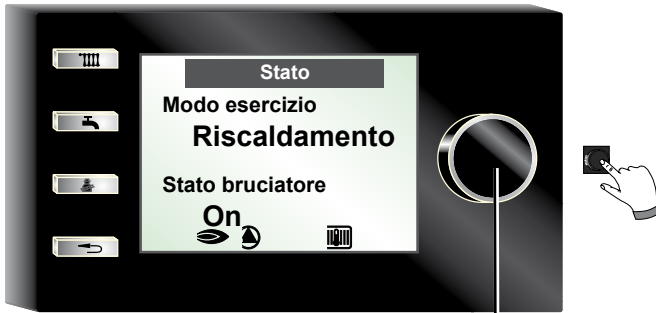 Stato
Modo esercizio
Riscaldamento
Stato bruciatore
On